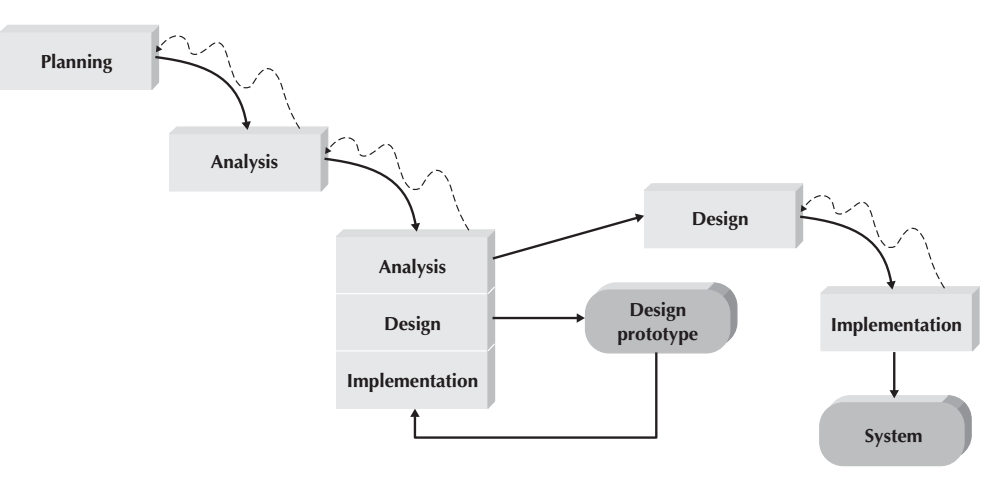 Planning
Analysis
Analysis
Design
Implementation
Design
prototype
Design
Implementation
System